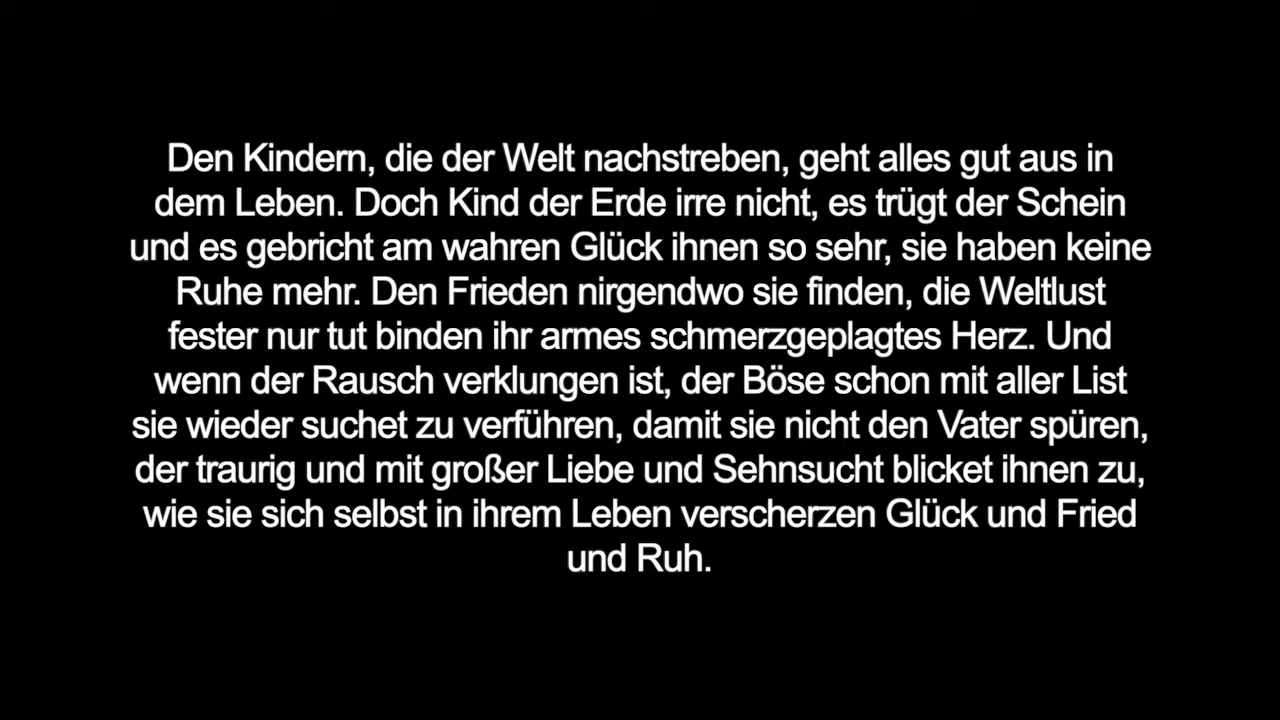 Den Kindern, die der Welt nachstreben, geht alles gut aus in
dem Leben. Doch Kind der Erde irre nicht, es trügt der Schein
und es gebricht am wahren Glück ihnen so sehr, sie haben keine
Ruhe mehr. Den Frieden nirgendwo sie finden, die Weltlust
fester nur tut binden ihr armes schmerzgeplagtes Herz. Und
wenn der Rausch verklungen ist, der Böse schon mit aller List
sie wieder suchet zu verführen, damit sie nicht den Vater spüren,
der traurig und mit großer Liebe und Sehnsucht blicket ihnen zu,
wie sie sich selbst in ihrem Leben verscherzen Glück und Fried
und Ruh.